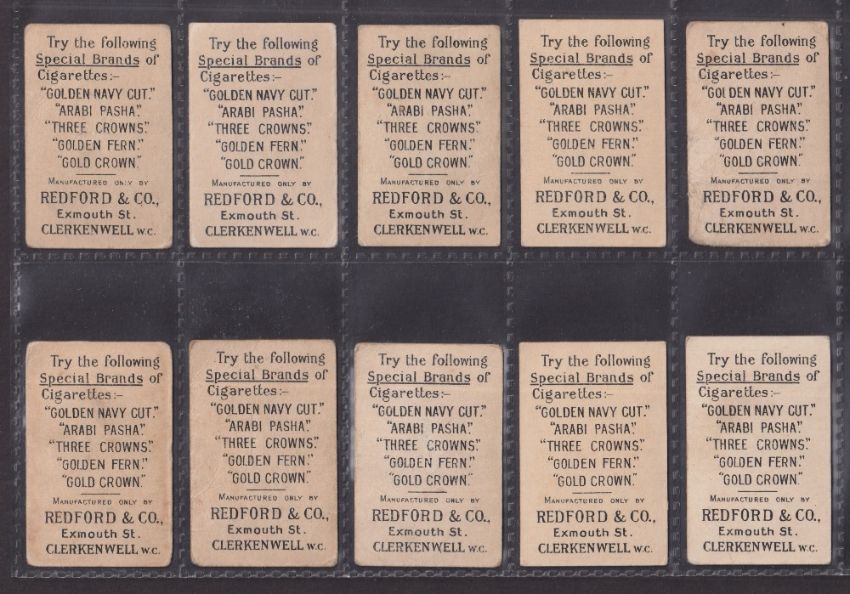 Try the following
Special Brands of
Cigarettes:-
"GOLDEN NAVY CUT."
"ARABI PASHA".
"THREE CROWNS".
"GOLDEN FERN".
"GOLD CROWN."
MANUFACTURED ONLY BY
REDFORD & CO.,
Exmouth St.
CLERKENWELL W.C.
Try the following
Special Brands of
Cigarettes:-
"GOLDEN NAVY CUT."
"ARABI PASHA".
"THREE CROWNS".
"GOLDEN FERN".
"GOLD CROWN."
MANUFACTURED ONLY BY
REDFORD & CO.,
Exmouth St.
CLERKENWELL W.C.
Try the following
Special Brands of
Cigarettes:-
"GOLDEN NAVY CUT."
"ARABI PASHA".
"THREE CROWNS".
"GOLDEN FERN".
"GOLD CROWN."
MANUFACTURED ONLY BY
REDFORD & CO.,
Exmouth St.
CLERKENWELL W.C.
Try the following
Special Brands of
Cigarettes:-
"GOLDEN NAVY CUT."
"ARABI PASHA".
"THREE CROWNS".
"GOLDEN FERN".
"GOLD CROWN."
MANUFACTURED ONLY BY
REDFORD & CO.,
Exmouth St.
CLERKENWELL W.C.
Try the following
Special Brands of
Cigarettes:-
"GOLDEN NAVY CUT."
"ARABI PASHA".
"THREE CROWNS".
"GOLDEN FERN".
"GOLD CROWN."
MANUFACTURED ONLY BY
REDFORD & CO.,
Exmouth St.
CLERKENWELL W.C.
Try the following
Special Brands of
Cigarettes:-
"GOLDEN NAVY CUT."
"ARABI PASHA".
"THREE CROWNS".
"GOLDEN FERN".
"GOLD CROWN."
MANUFACTURED ONLY BY
REDFORD & CO.,
Exmouth St.
CLERKENWELL W.C.
Try the following
Special Brands of
Cigarettes:-
"GOLDEN NAVY CUT."
"ARABI PASHA".
"THREE CROWNS".
"GOLDEN FERN".
"GOLD CROWN."
MANUFACTURED ONLY BY
REDFORD & CO.,
Exmouth St.
CLERKENWELL W.C.
Try the following
Special Brands of
Cigarettes:-
"GOLDEN NAVY CUT."
"ARABI PASHA".
"THREE CROWNS".
"GOLDEN FERN".
"GOLD CROWN."
MANUFACTURED ONLY BY
REDFORD & CO.,
Exmouth St.
CLERKENWELL W.C.
Try the following
Special Brands of
Cigarettes:-
"GOLDEN NAVY CUT."
"ARABI PASHA".
"THREE CROWNS".
"GOLDEN FERN".
"GOLD CROWN."
MANUFACTURED ONLY BY
REDFORD & CO.,
Exmouth St.
CLERKENWELL W.C.
Try the following
Special Brands of
Cigarettes:-
"GOLDEN NAVY CUT."
"ARABI PASHA".
"THREE CROWNS".
"GOLDEN FERN".
"GOLD CROWN."
MANUFACTURED ONLY BY
REDFORD & CO.,
Exmouth St.
CLERKENWELL W.C.